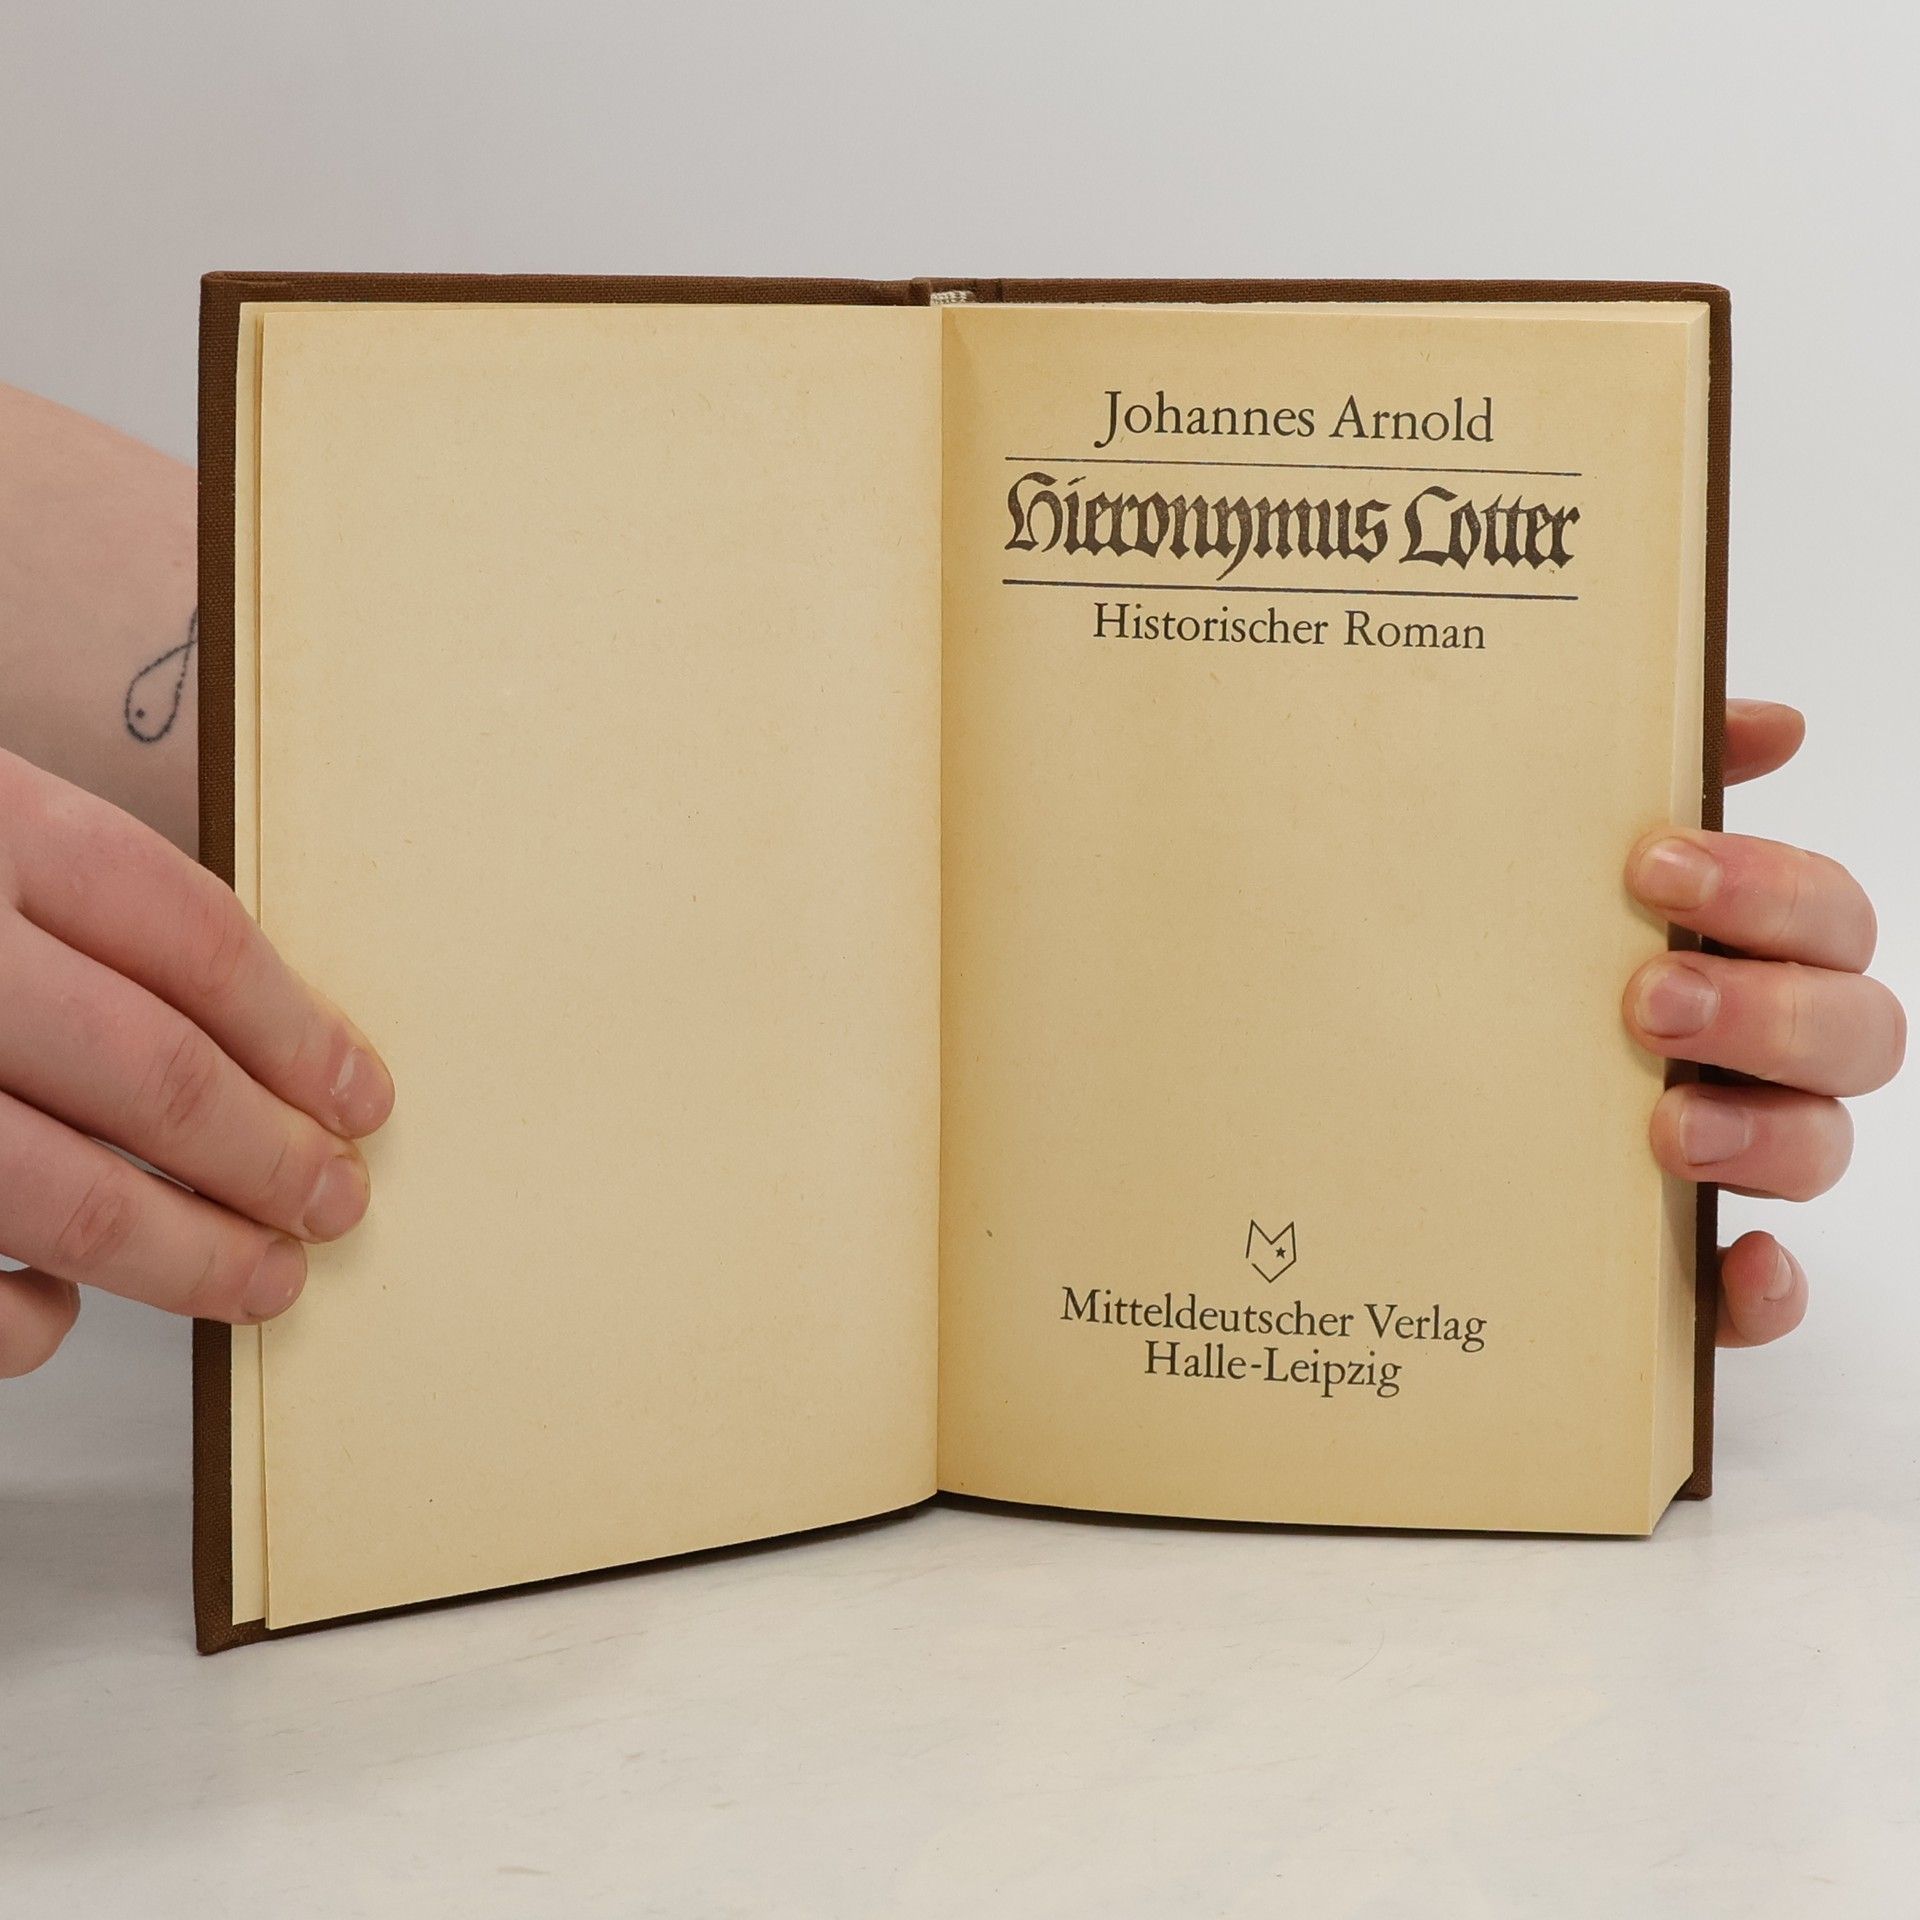 Johannes Arnold
Hieronymus Lotter
Historischer Roman
Mitteldeutscher Verlag
Halle-Leipzig